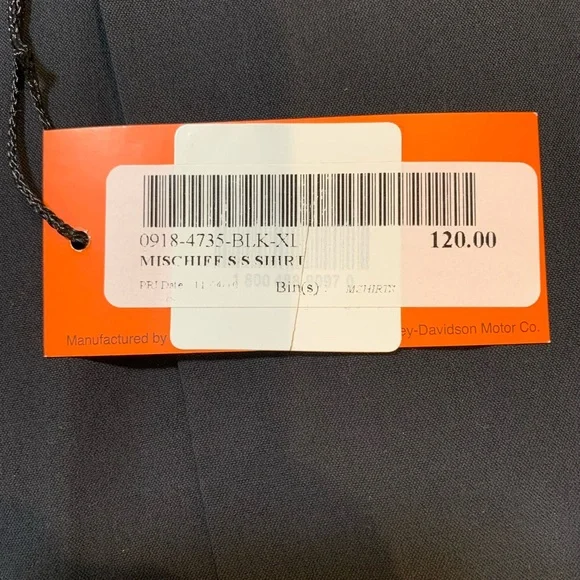 0918-4735-BLK-XL 120.00
MISCHIEF S/S SHIRT
Bin(s) :
Manufactured by ey-Davidson Motor Co.